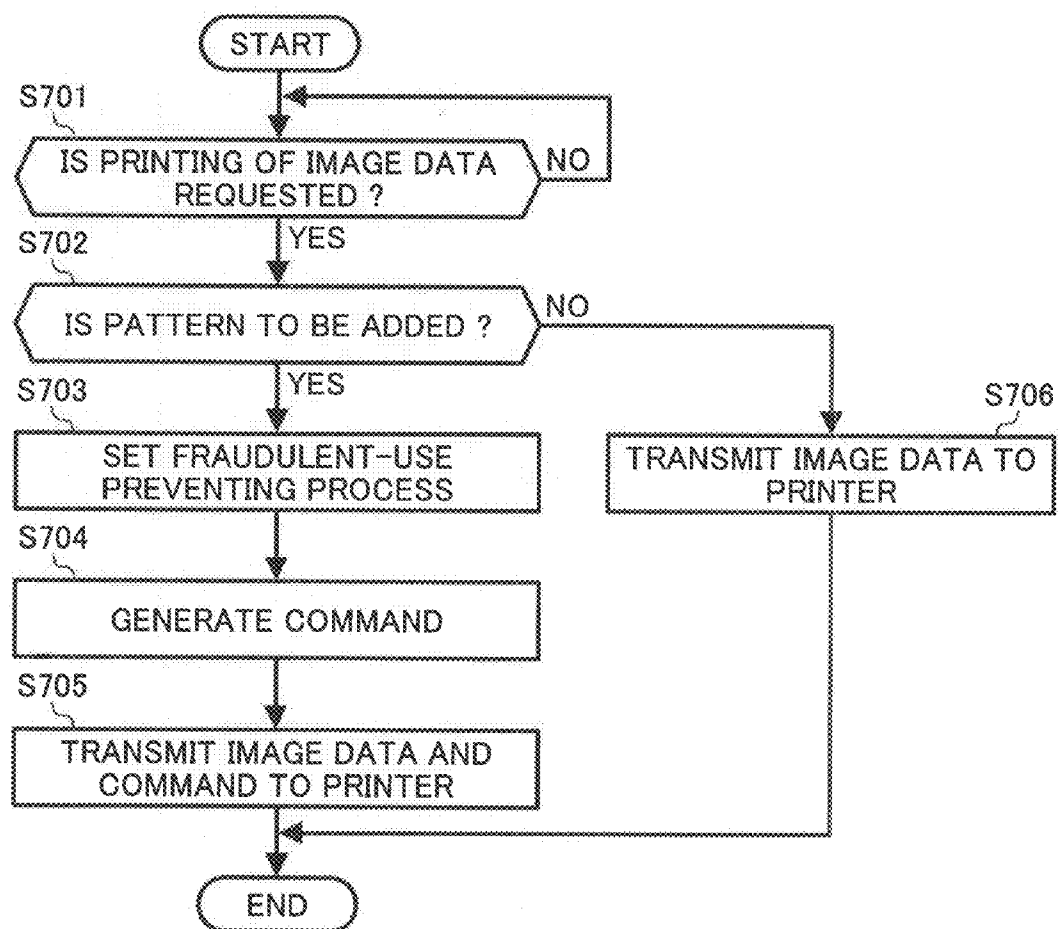 START
S701
IS PRINTING OF IMAGE DATA
REQUESTED ?
NO
YES
S702
IS PATTERN TO BE ADDED ?
NO
YES
S703
SET FRAUDULENT-USE
PREVENTING PROCESS
S706
TRANSMIT IMAGE DATA TO
PRINTER
S704
GENERATE COMMAND
S705
TRANSMIT IMAGE DATA AND
COMMAND TO PRINTER
END